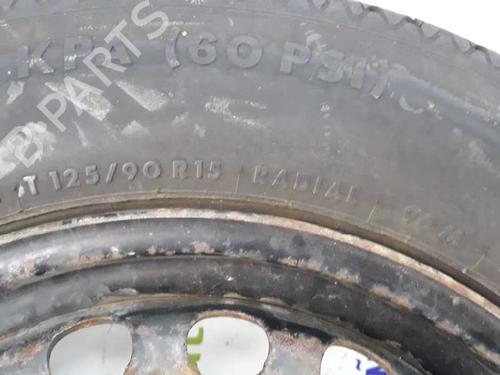 KPA (60 PSI)
T 125/90 R15 RADIAL
B PARTS